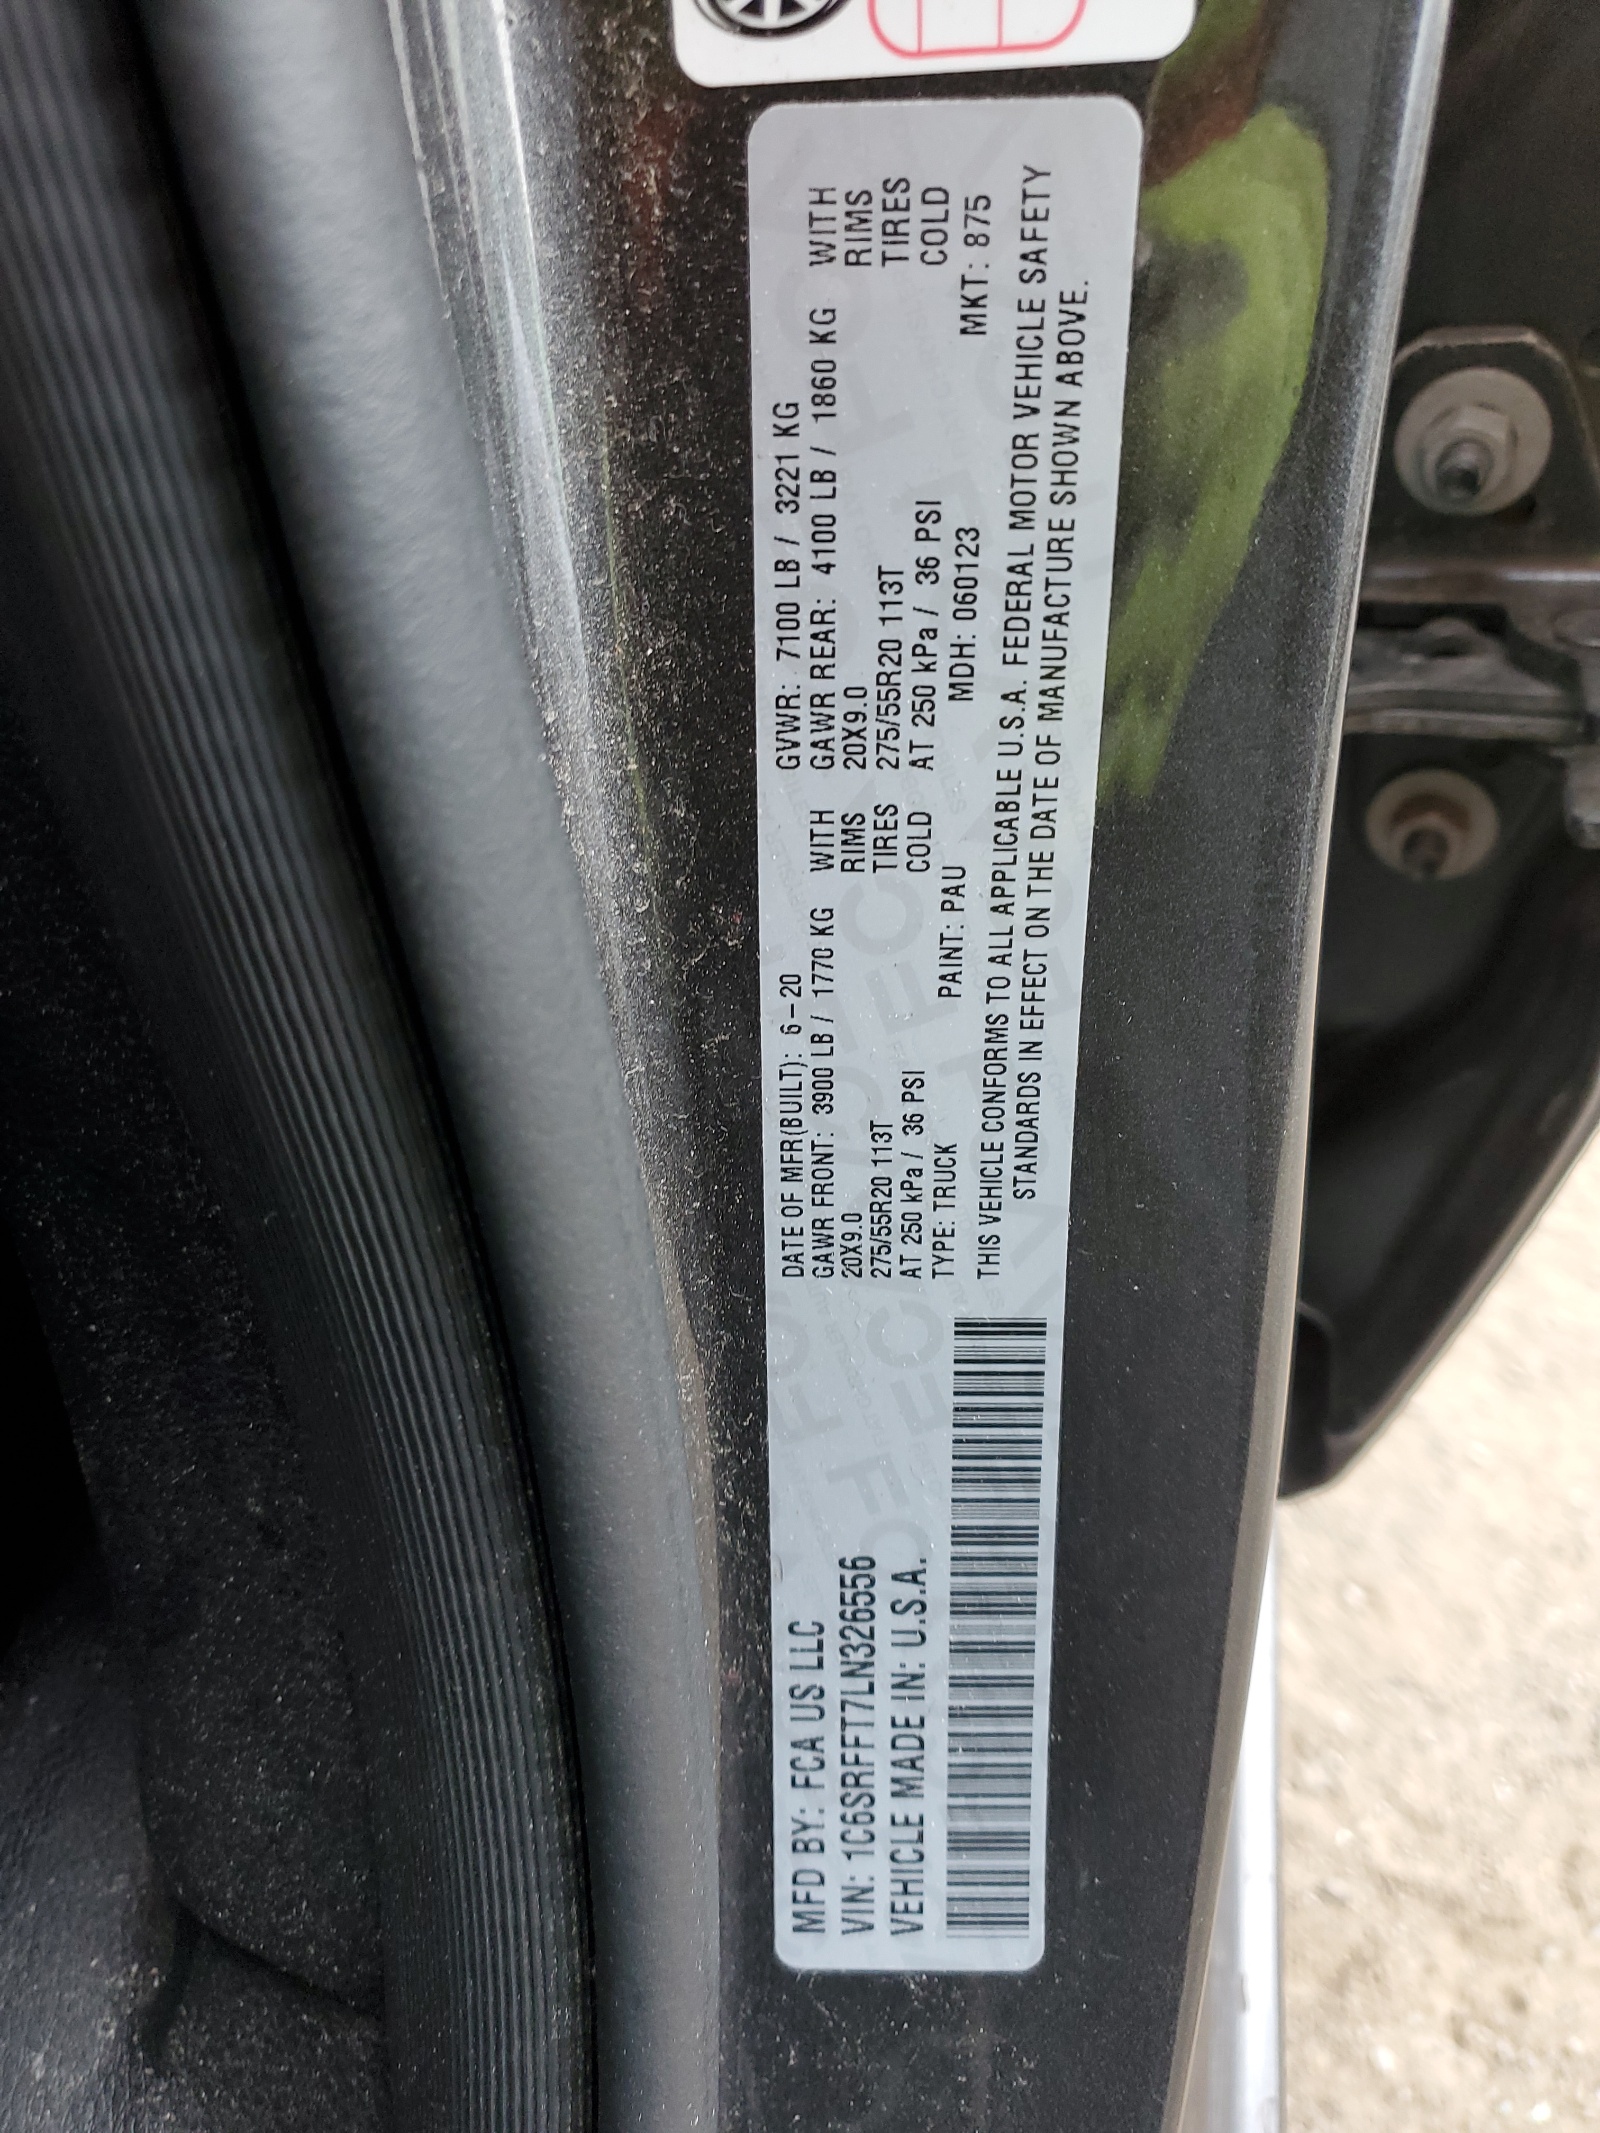 MFD BY: FCA US LLC
VIN: 1C6SRFFT7LN326556
VEHICLE MADE IN: U.S.A.
DATE OF MFR(BUILT): 6-20 GVWR: 7100 LB / 3221 KG
GAWR FRONT: 3900 LB / 1770 KG WITH GAWR REAR: 4100 LB / 1860 KG WITH
20X9.0 RIMS 20X9.0 RIMS
275/55R20 113T TIRES 275/55R20 113T TIRES
AT 250 kPa / 36 PSI COLD AT 250 kPa / 36 PSI COLD
TYPE: TRUCK PAINT: PAU MDH: 060123 MKT: 875
THIS VEHICLE CONFORMS TO ALL APPLICABLE U.S.A. FEDERAL MOTOR VEHICLE SAFETY
STANDARDS IN EFFECT ON THE DATE OF MANUFACTURE SHOWN ABOVE.